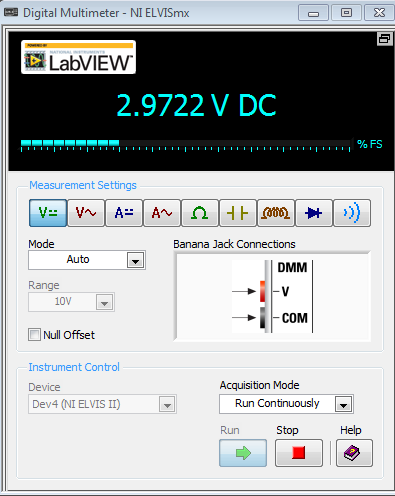 Digital Multimeter - NI ELVISmx
POWERED BY
NATIONAL INSTRUMENTS
LabVIEW™
2.9722 V DC
% FS
Measurement Settings
V
V
A
A
Ω
Mode
Banana Jack Connections
Auto
DMM
Range
V
10V
COM
Null Offset
Instrument Control
Device
Acquisition Mode
Dev4 (NI ELVIS II)
Run Continuously
Run
Stop
Help